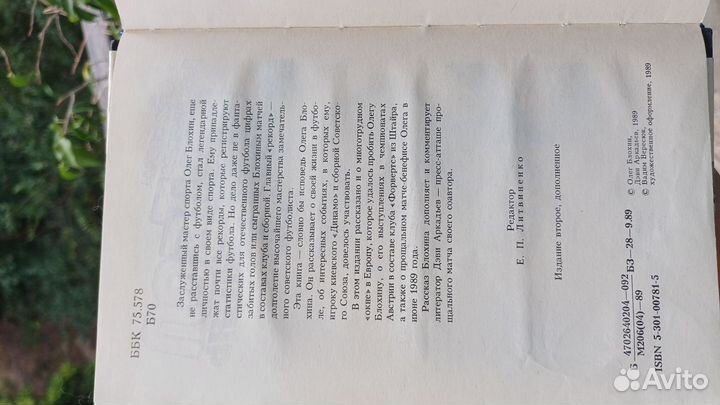 ББК 75.578
Б70
Заслуженный мастер спорта Олег Блохин, еще
не расставшись с футболом, стал легендарной
личностью в своем виде спорта. Ему принадле-
жат почти все рекорды, которые регистрируют
статистики футбола. Но дело даже не в фанта-
стических для отечественного футбола цифрах
забитых голов или сыгранных Блохиным матчей
в составах клуба и сборной. Главный «рекорд» —
долголетие высочайшего мастерства замечатель-
ного советского футболиста.
Эта книга — словно бы исповедь Олега Бло-
хина. Он рассказывает о своей жизни в футбо-
ле, об интересных событиях, в которых ему,
игроку киевского «Динамо» и сборной Советско-
го Союза, довелось участвовать.
В этом издании рассказано и о многотрудном
«окне» в Европу, которое удалось пробить Олегу
Блохину, о его выступлениях в чемпионатах
Австрии в составе клуба «Форвертс» из Штайра,
а также о прощальном матче-бенефисе Олега в
июне 1989 года.
Рассказ Блохина дополняет и комментирует
литератор Дэви Аркадьев — пресс-атташе про-
щального матча своего соавтора.
Редактор
Е. П. Литвиненко
Издание второе, дополненное
© Олег Блохин,
Дэви Аркадьев, 1989
© Вадим Вересюк,
художественное оформление, 1989
Б 4702640204—092 БЗ—28—9.89
М206(04)—89
ISBN 5-301-00781-5
Avito